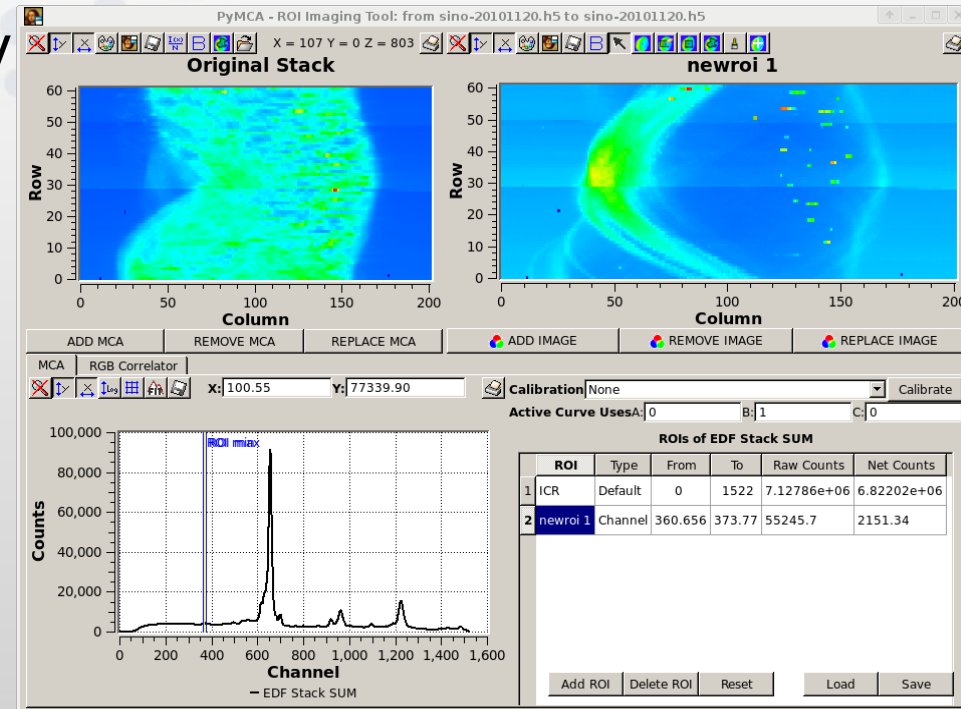 y
PyMCA - ROI Imaging Tool: from sino-20101120.h5 to sino-20101120.h5
X = 107 Y = 0 Z = 803
Original Stack
newroi 1
60
50
40
30
20
10
0
Row
0 50 100 150 200
Column
60
50
40
30
20
10
0
Row
0 50 100 150 200
Column
ADD MCA REMOVE MCA REPLACE MCA ADD IMAGE REMOVE IMAGE REPLACE IMAGE
MCA RGB Correlator
X: 100.55 Y: 77339.90
Calibration None Calibrate
Active Curve Uses A: 0 B: 1 C: 0
ROIs of EDF Stack SUM
ROI Type From To Raw Counts Net Counts
1 ICR Default 0 1522 7.12786e+06 6.82202e+06
2 newroi 1 Channel 360.656 373.77 55245.7 2151.34
100,000
80,000
60,000
40,000
20,000
0
Counts
ROI
0 200 400 600 800 1,000 1,200 1,400 1,600
Channel
EDF Stack SUM
Add ROI Delete ROI Reset Load Save